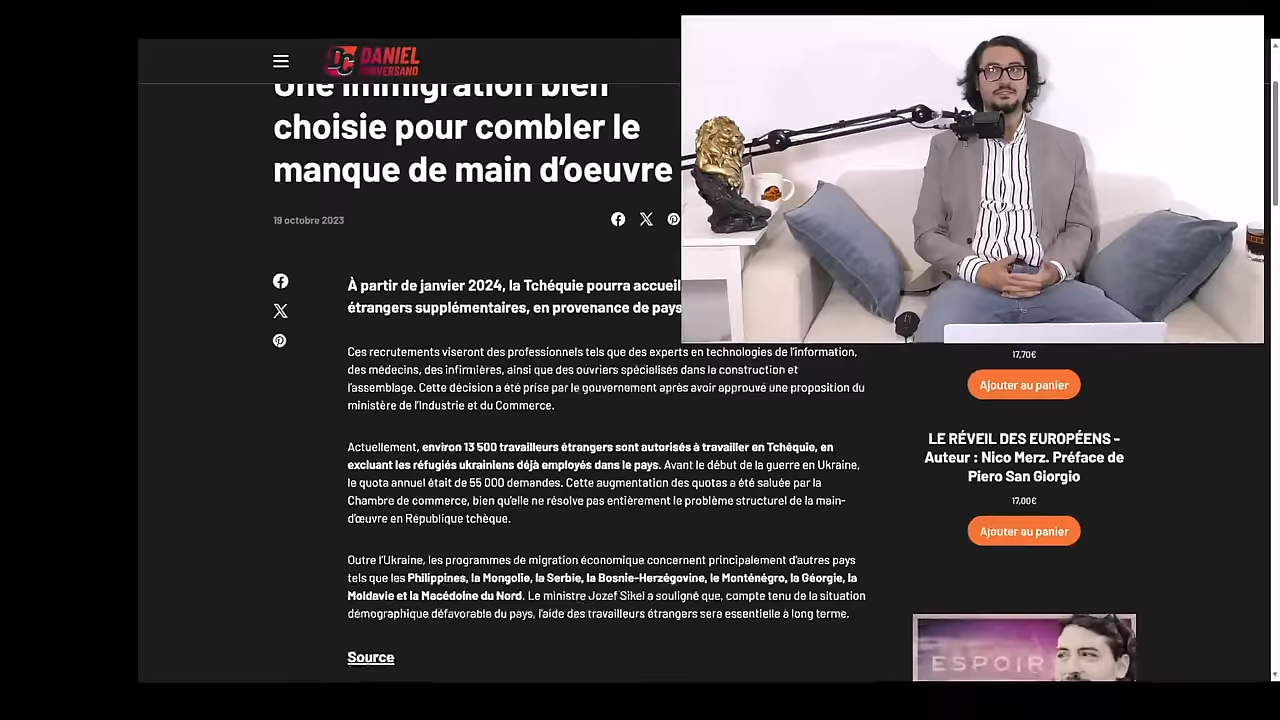 DC DANIEL
CONVERSANO
Une immigration bien
choisie pour combler le
manque de main d’oeuvre
19 octobre 2023
À partir de janvier 2024, la Tchéquie pourra accueil
étrangers supplémentaires, en provenance de pays
Ces recrutements viseront des professionnels tels que des experts en technologies de l’information,
des médecins, des infirmières, ainsi que des ouvriers spécialisés dans la construction et
l’assemblage. Cette décision a été prise par le gouvernement après avoir approuvé une proposition du
ministère de l’Industrie et du Commerce.
Actuellement, environ 13 500 travailleurs étrangers sont autorisés à travailler en Tchéquie, en
excluant les réfugiés ukrainiens déjà employés dans le pays. Avant le début de la guerre en Ukraine,
le quota annuel était de 55 000 demandes. Cette augmentation des quotas a été saluée par la
Chambre de commerce, bien qu’elle ne résolve pas entièrement le problème structurel de la main-
d’œuvre en République tchèque.
Outre l’Ukraine, les programmes de migration économique concernent principalement d’autres pays
tels que les Philippines, la Mongolie, la Serbie, la Bosnie-Herzégovine, le Monténégro, la Géorgie, la
Moldavie et la Macédoine du Nord. Le ministre Jozef Sikel a souligné que, compte tenu de la situation
démographique défavorable du pays, l’aide des travailleurs étrangers sera essentielle à long terme.
Source
17,70€
Ajouter au panier
LE RÉVEIL DES EUROPÉENS -
Auteur : Nico Merz. Préface de
Piero San Giorgio
17,00€
Ajouter au panier
ESPOIR